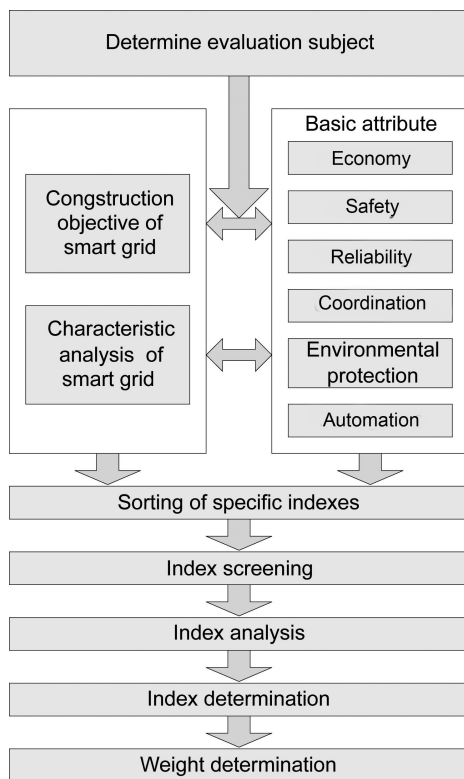 Determine evaluation subject
Congstruction
objective of
smart grid
Characteristic
analysis of
smart grid
Basic attribute
Economy
Safety
Reliability
Coordination
Environmental
protection
Automation
Sorting of specific indexes
Index screening
Index analysis
Index determination
Weight determination